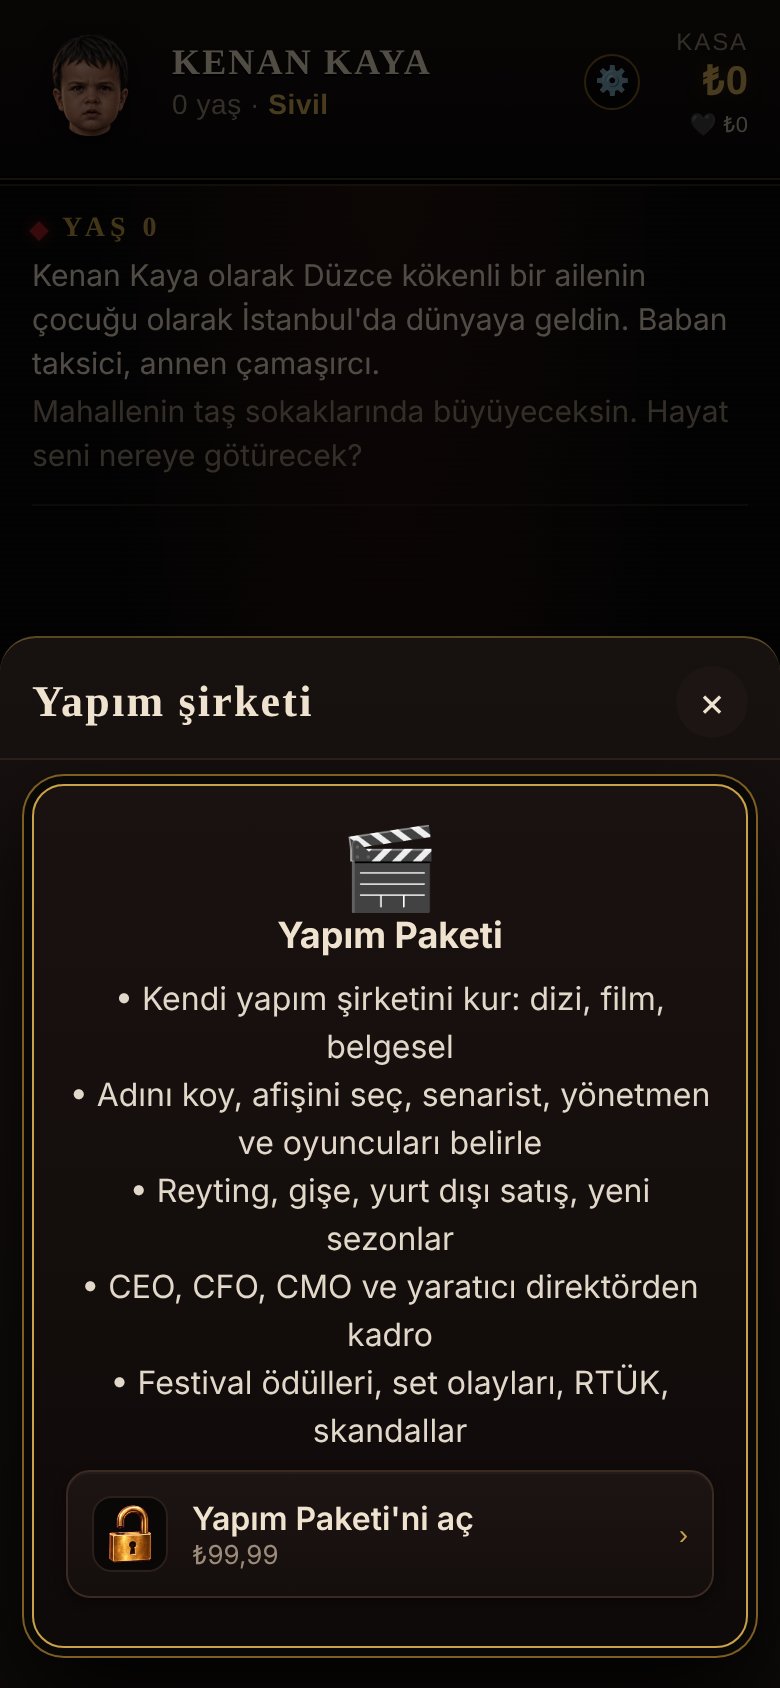 KENAN KAYA
0 yaş · Sivil
KASA
₺0
🖤 ₺0
YAŞ 0
Kenan Kaya olarak Düzce kökenli bir ailenin
çocuğu olarak İstanbul'da dünyaya geldin. Baban
taksici, annen çamaşırcı.
Mahallenin taş sokaklarında büyüyeceksin. Hayat
seni nereye götürecek?
Yapım şirketi
×
Yapım Paketi
• Kendi yapım şirketini kur: dizi, film,
belgesel
• Adını koy, afişini seç, senarist, yönetmen
ve oyuncuları belirle
• Reyting, gişe, yurt dışı satış, yeni
sezonlar
• CEO, CFO, CMO ve yaratıcı direktörden
kadro
• Festival ödülleri, set olayları, RTÜK,
skandallar
Yapım Paketi'ni aç
₺99,99
›